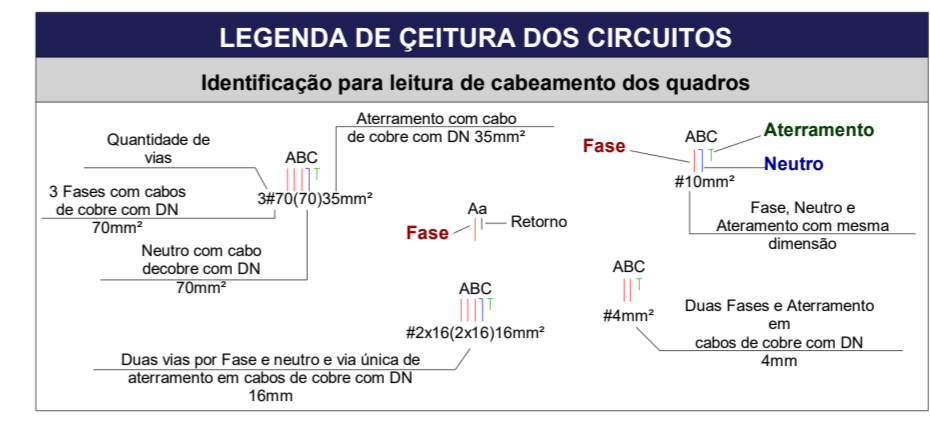 LEGENDA DE ÇEITURA DOS CIRCUITOS
Identificação para leitura de cabeamento dos quadros
Quantidade de
vias
Aterramento com cabo
de cobre com DN 35mm²
ABC
3#70(70)35mm²
3 Fases com cabos
de cobre com DN
70mm²
Neutro com cabo
decobre com DN
70mm²
Aa
Fase
Retorno
ABC
Fase
Aterramento
Neutro
#10mm²
Fase, Neutro e
Ateramento com mesma
dimensão
ABC
#2x16(2x16)16mm²
Duas vias por Fase e neutro e via única de
aterramento em cabos de cobre com DN
16mm
ABC
#4mm²
Duas Fases e Aterramento
em
cabos de cobre com DN
4mm